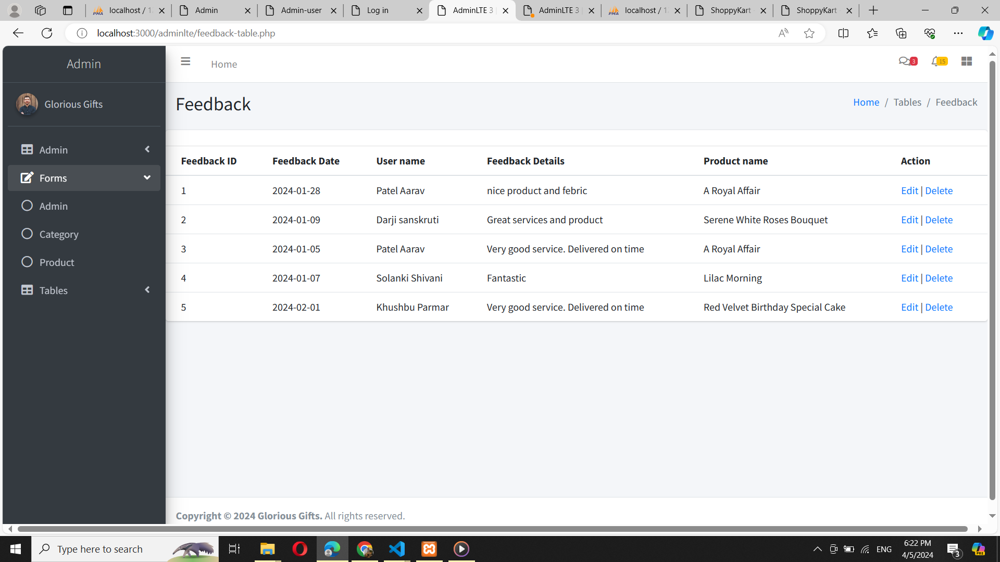 localhost / 1
Admin
Admin-user
Log in
AdminLTE 3 |
AdminLTE 3 |
localhost / 1
ShoppyKart
ShoppyKart
localhost:3000/adminlte/feedback-table.php
Admin
Home
3
15
Glorious Gifts
Feedback
Home / Tables / Feedback
Admin
Forms
Admin
Category
Product
Tables
Feedback ID Feedback Date User name Feedback Details Product name Action
1 2024-01-28 Patel Aarav nice product and febric A Royal Affair Edit | Delete
2 2024-01-09 Darji sanskruti Great services and product Serene White Roses Bouquet Edit | Delete
3 2024-01-05 Patel Aarav Very good service. Delivered on time A Royal Affair Edit | Delete
4 2024-01-07 Solanki Shivani Fantastic Lilac Morning Edit | Delete
5 2024-02-01 Khushbu Parmar Very good service. Delivered on time Red Velvet Birthday Special Cake Edit | Delete
Copyright © 2024 Glorious Gifts. All rights reserved.
Type here to search
ENG
6:22 PM
4/5/2024
3
PRE